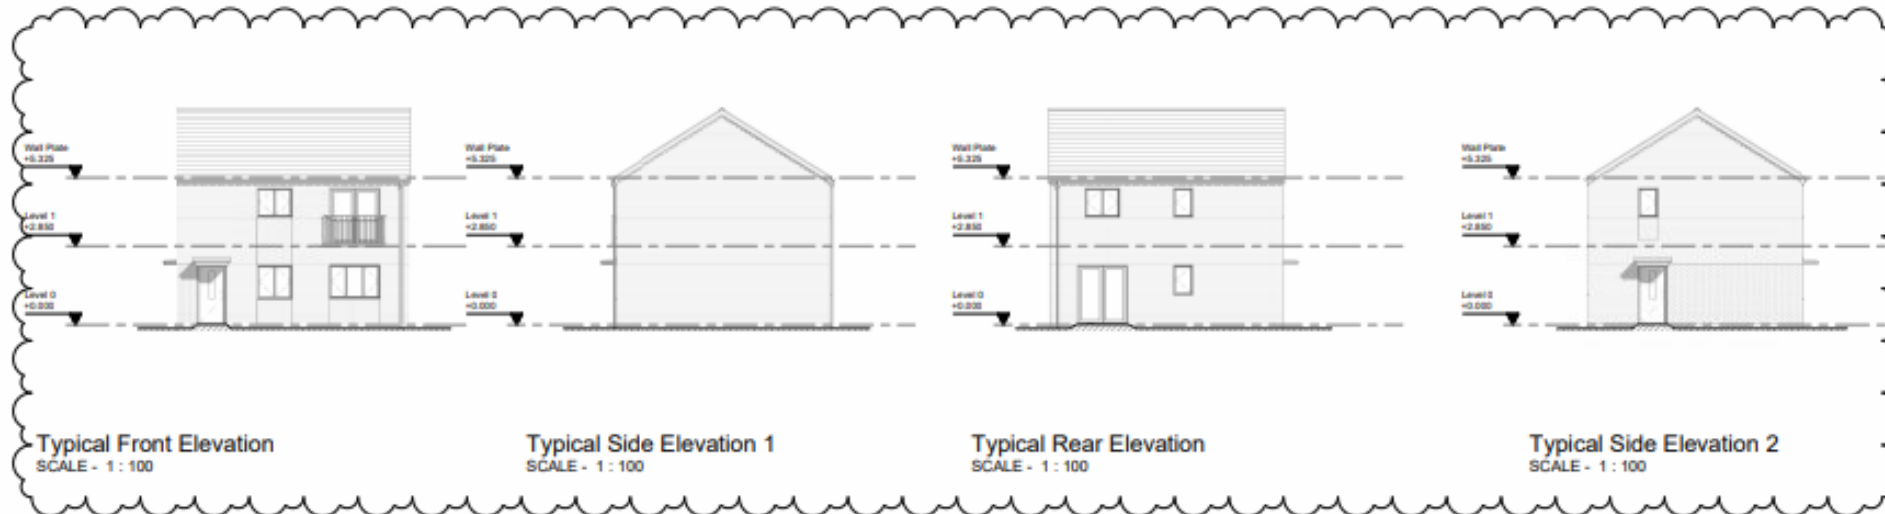 Wall Plate
+5.325
Level 1
+2.850
Level 0
+0.000
Typical Front Elevation
SCALE - 1 : 100
Wall Plate
+5.325
Level 1
+2.850
Level 0
+0.000
Typical Side Elevation 1
SCALE - 1 : 100
Wall Plate
+5.325
Level 1
+2.850
Level 0
+0.000
Typical Rear Elevation
SCALE - 1 : 100
Wall Plate
+5.325
Level 1
+2.850
Level 0
+0.000
Typical Side Elevation 2
SCALE - 1 : 100